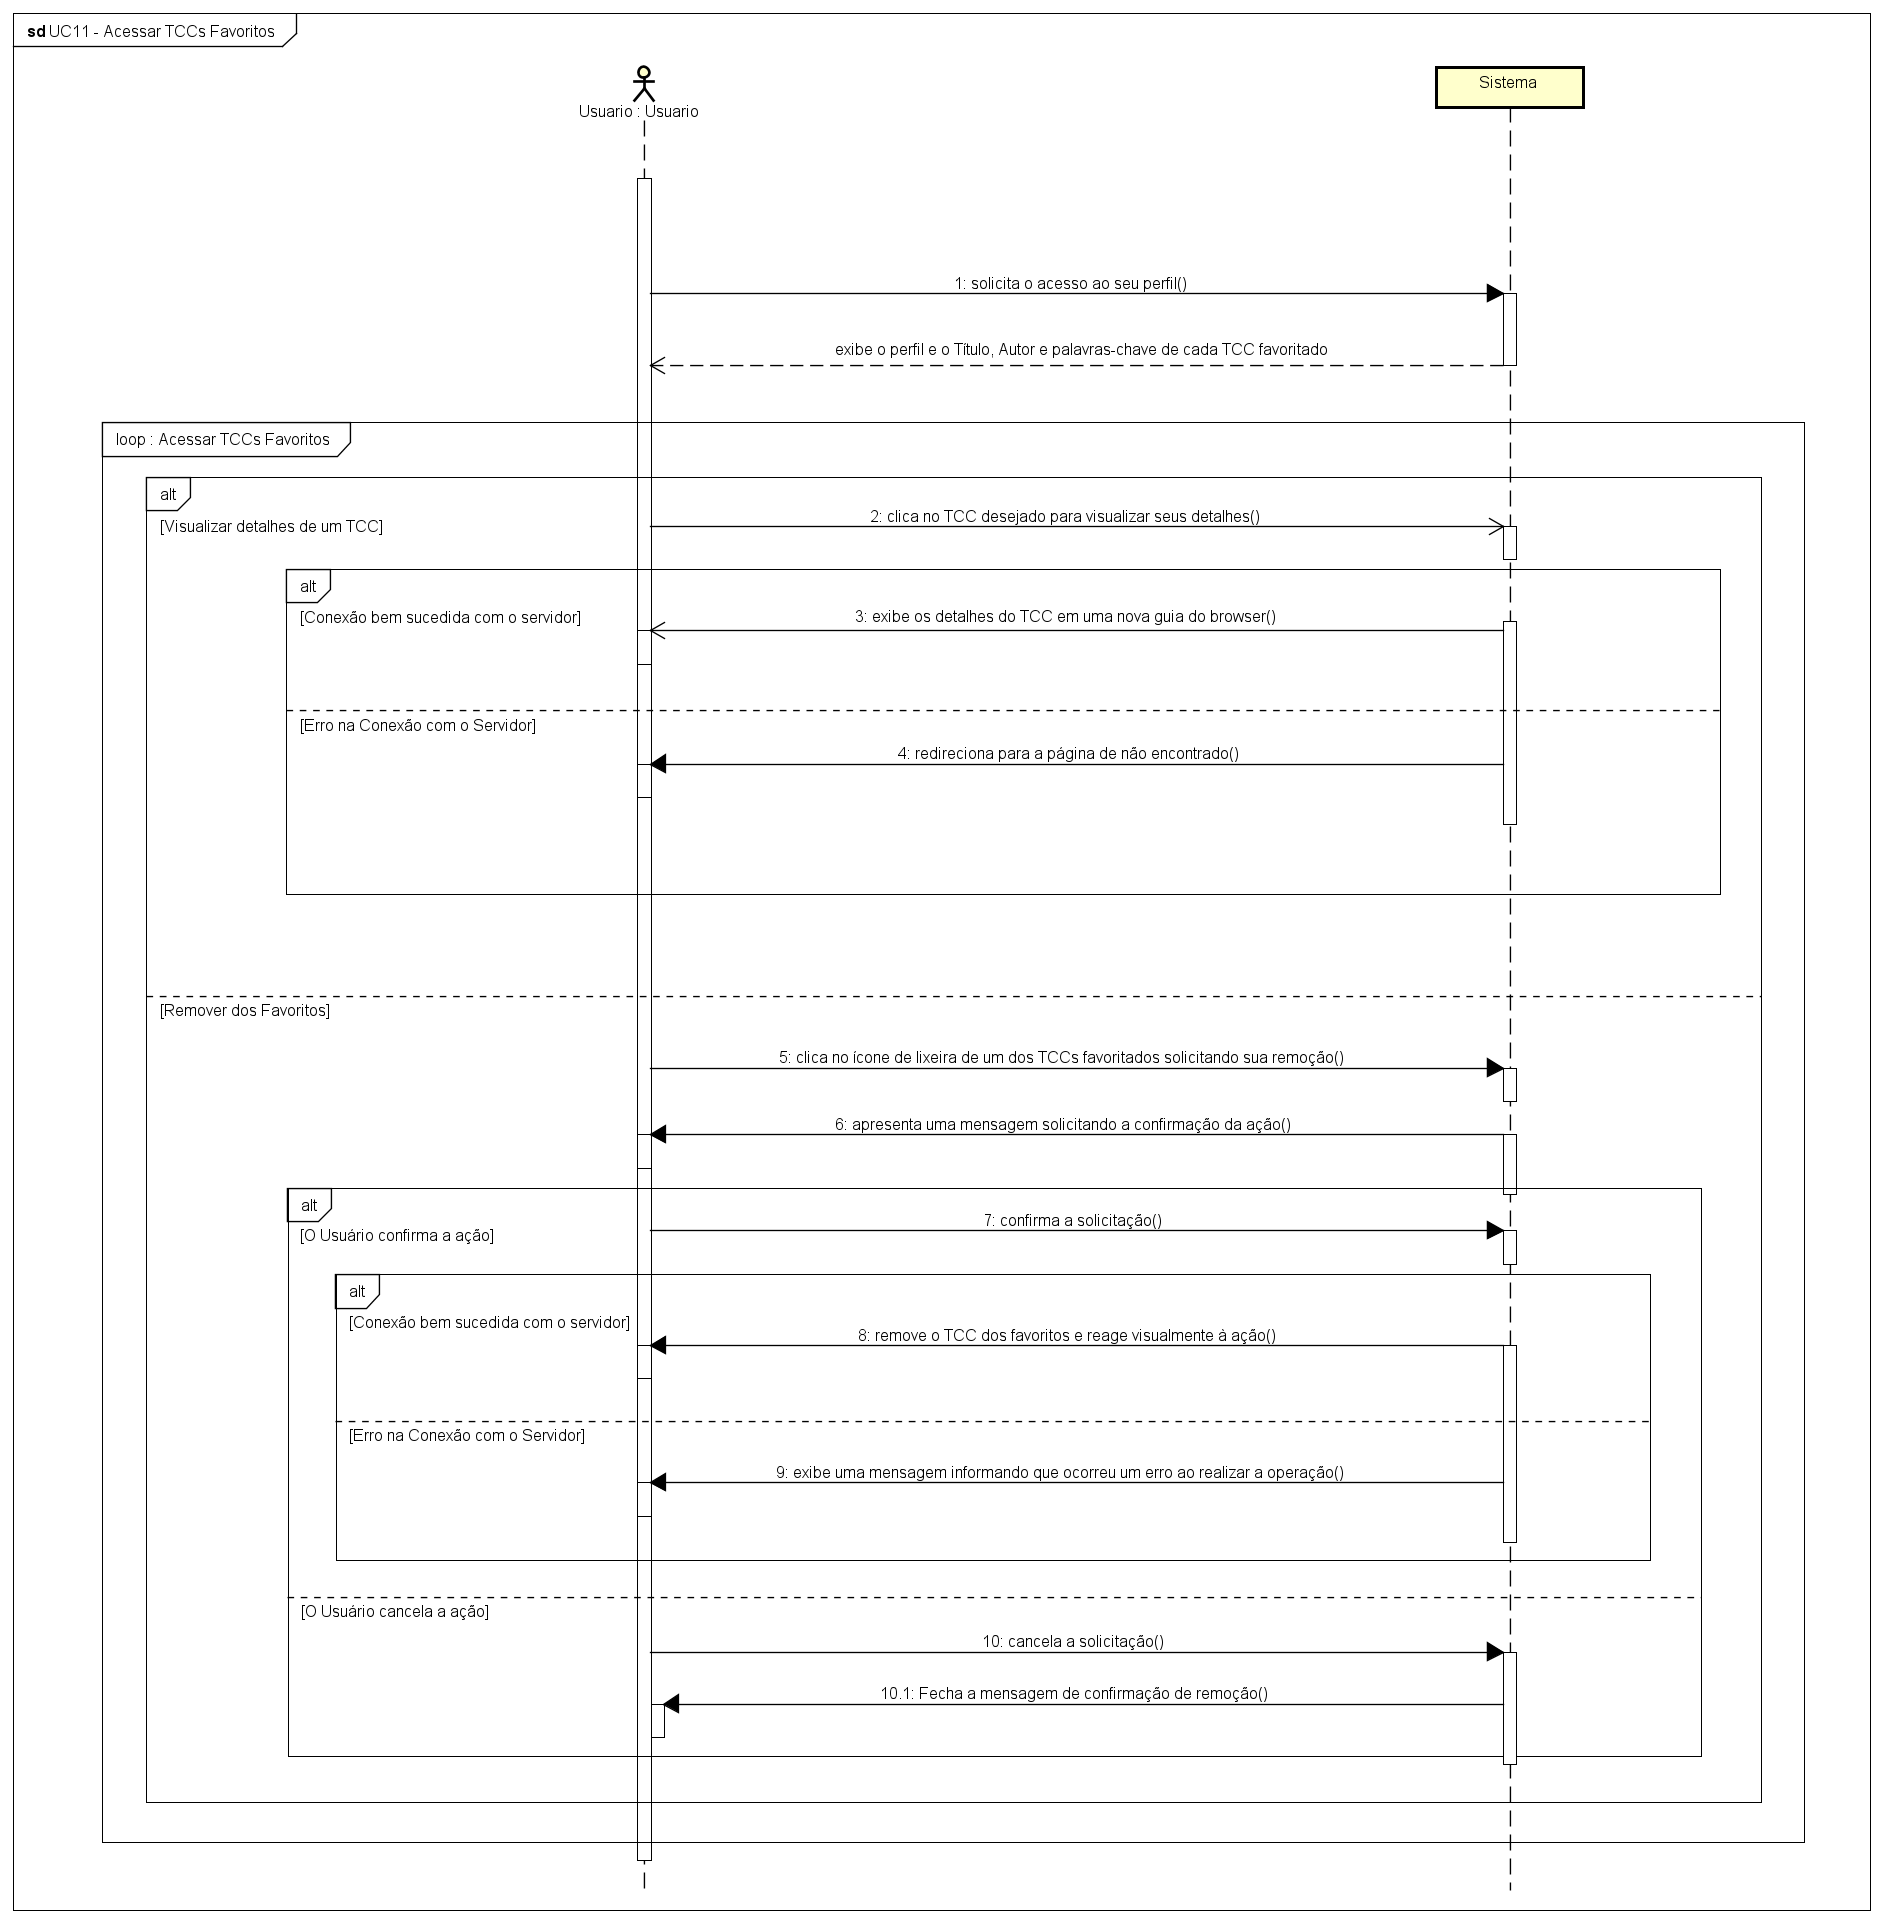 sd UC11 - Acessar TCCs Favoritos
Usuario : Usuario
Sistema
1: solicita o acesso ao seu perfil()
exibe o perfil e o Título, Autor e palavras-chave de cada TCC favoritado
loop : Acessar TCCs Favoritos
alt
[Visualizar detalhes de um TCC]
2: clica no TCC desejado para visualizar seus detalhes()
alt
[Conexão bem sucedida com o servidor]
3: exibe os detalhes do TCC em uma nova guia do browser()
[Erro na Conexão com o Servidor]
4: redireciona para a página de não encontrado()
[Remover dos Favoritos]
5: clica no ícone de lixeira de um dos TCCs favoritados solicitando sua remoção()
6: apresenta uma mensagem solicitando a confirmação da ação()
alt
[O Usuário confirma a ação]
7: confirma a solicitação()
alt
[Conexão bem sucedida com o servidor]
8: remove o TCC dos favoritos e reage visualmente à ação()
[Erro na Conexão com o Servidor]
9: exibe uma mensagem informando que ocorreu um erro ao realizar a operação()
[O Usuário cancela a ação]
10: cancela a solicitação()
10.1: Fecha a mensagem de confirmação de remoção()